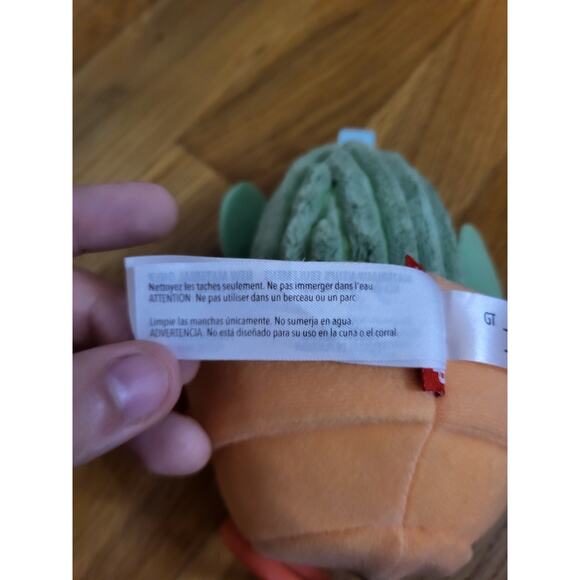 Nettoyez les taches seulement. Ne pas immerger dans l'eau.
ATTENTION: Ne pas utiliser dans un berceau ou un parc
Limpie las manchas únicamente. No sumerja en agua.
ADVERTENCIA: No está diseñado para su uso en la cuna o el corral.
GT